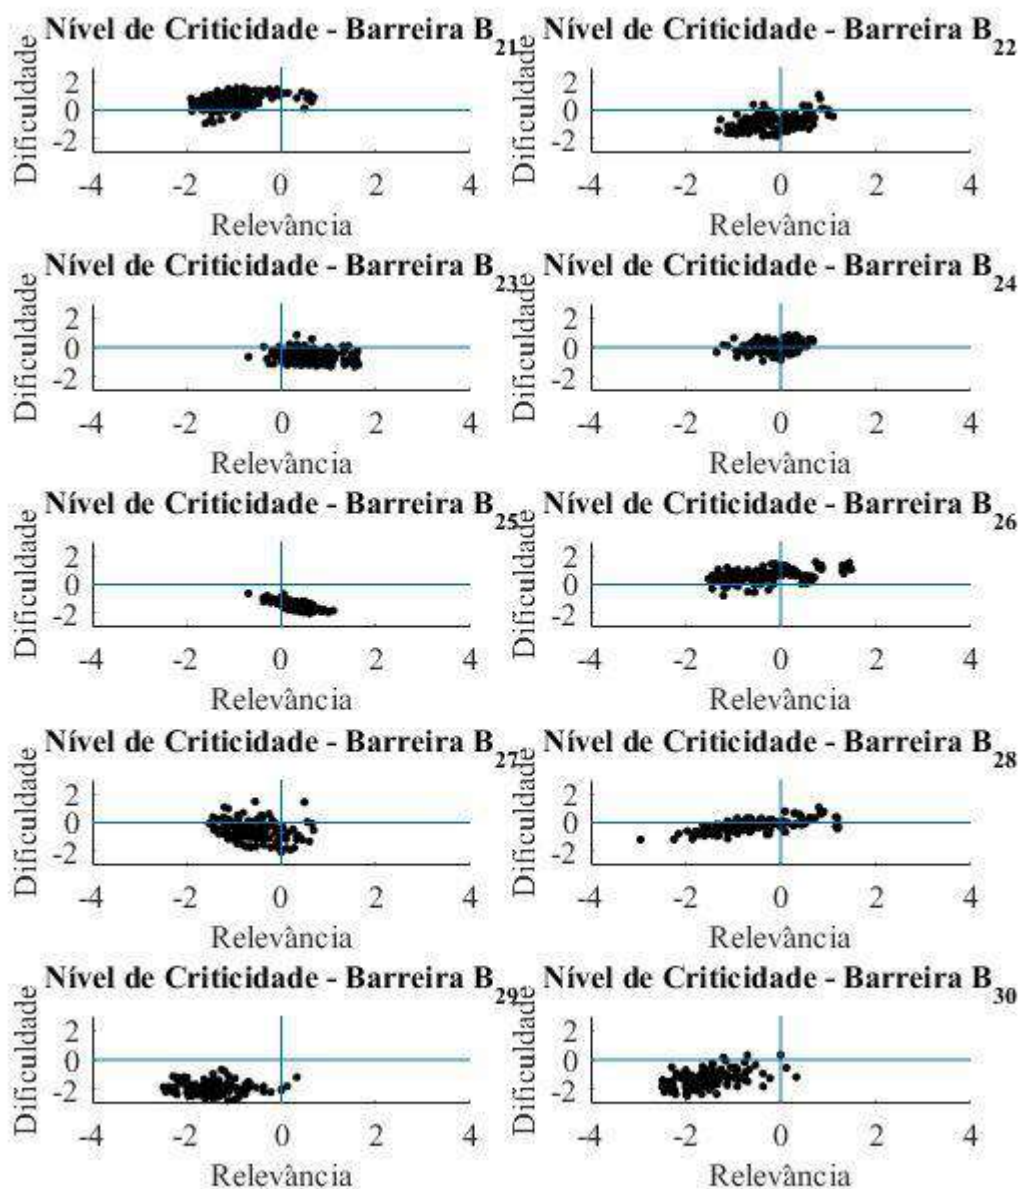 Nível de Criticidade - Barreira B21
Dificuldade
2
0
-2
-4 -2 0 2 4
Relevância
Nível de Criticidade - Barreira B22
Dificuldade
2
0
-2
-4 -2 0 2 4
Relevância
Nível de Criticidade - Barreira B23
Dificuldade
2
0
-2
-4 -2 0 2 4
Relevância
Nível de Criticidade - Barreira B24
Dificuldade
2
0
-2
-4 -2 0 2 4
Relevância
Nível de Criticidade - Barreira B25
Dificuldade
2
0
-2
-4 -2 0 2 4
Relevância
Nível de Criticidade - Barreira B26
Dificuldade
2
0
-2
-4 -2 0 2 4
Relevância
Nível de Criticidade - Barreira B27
Dificuldade
2
0
-2
-4 -2 0 2 4
Relevância
Nível de Criticidade - Barreira B28
Dificuldade
2
0
-2
-4 -2 0 2 4
Relevância
Nível de Criticidade - Barreira B29
Dificuldade
2
0
-2
-4 -2 0 2 4
Relevância
Nível de Criticidade - Barreira B30
Dificuldade
2
0
-2
-4 -2 0 2 4
Relevância